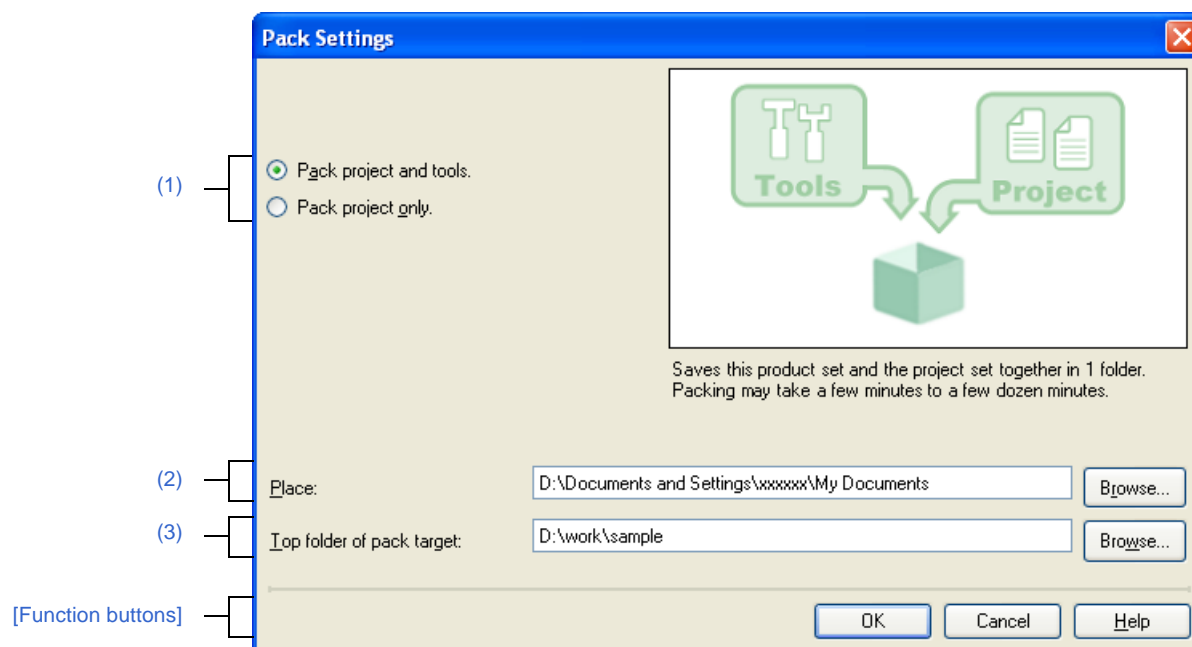 Pack Settings
Tools
Project
(1)
Pack project and tools.
Pack project only.
Saves this product set and the project set together in 1 folder.
Packing may take a few minutes to a few dozen minutes.
(2)
Place:
D:\Documents and Settings\xxxxxx\My Documents
Browse...
(3)
Top folder of pack target:
D:\work\sample
Browse...
[Function buttons]
OK
Cancel
Help